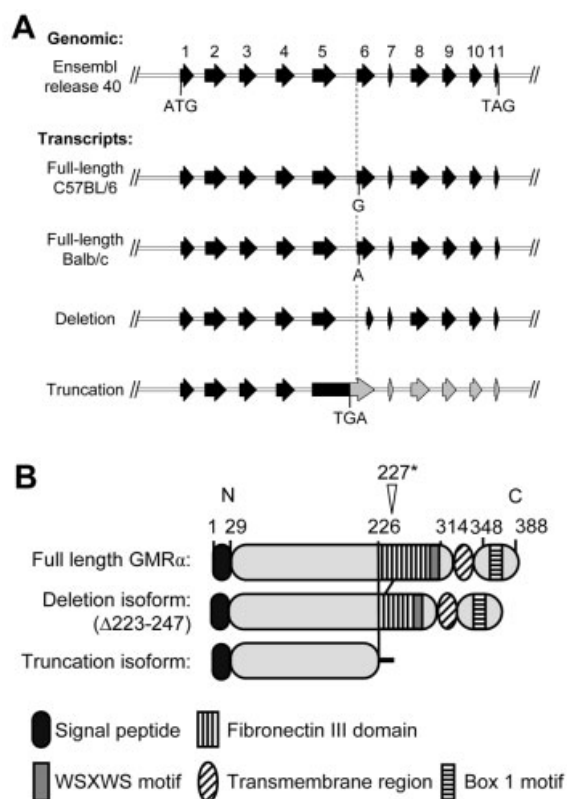 A
Genomic:
1 2 3 4 5 6 7 8 9 10 11
Ensembl
release 40
ATG
TAG
Transcripts:
Full-length
C57BL/6
G
Full-length
Balb/c
A
Deletion
Truncation
TGA
B
227*
N
C
1 29 226 314 348 388
Full length GMRα:
Deletion isoform:
(Δ223-247)
Truncation isoform:
Signal peptide
Fibronectin III domain
WSXWS motif
Transmembrane region
Box 1 motif